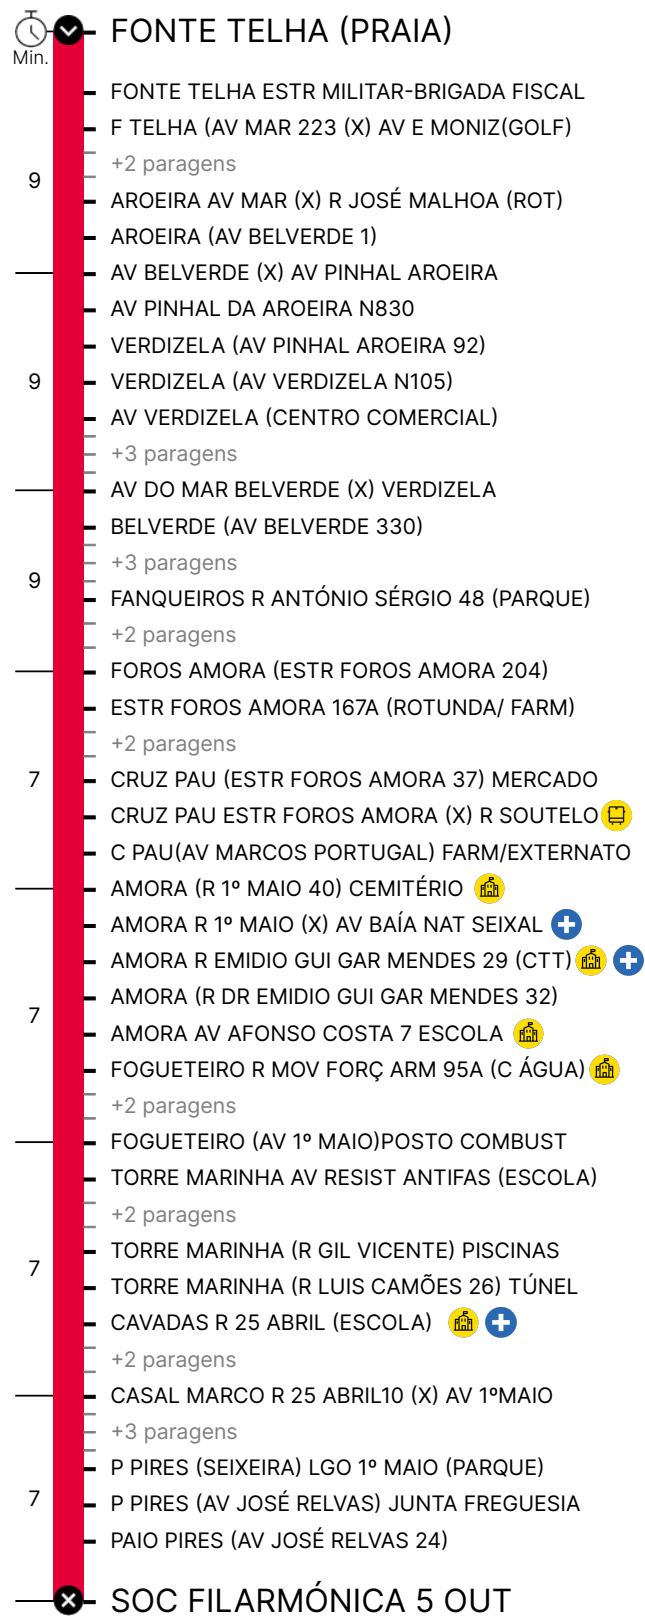 FONTE TELHA (PRAIA)
Min.
FONTE TELHA ESTR MILITAR-BRIGADA FISCAL
F TELHA (AV MAR 223 (X) AV E MONIZ(GOLF)
+2 paragens
9
AROEIRA AV MAR (X) R JOSÉ MALHOA (ROT)
AROEIRA (AV BELVERDE 1)
AV BELVERDE (X) AV PINHAL AROEIRA
AV PINHAL DA AROEIRA N830
VERDIZELA (AV PINHAL AROEIRA 92)
9
VERDIZELA (AV VERDIZELA N105)
AV VERDIZELA (CENTRO COMERCIAL)
+3 paragens
AV DO MAR BELVERDE (X) VERDIZELA
BELVERDE (AV BELVERDE 330)
+3 paragens
9
FANQUEIROS R ANTÓNIO SÉRGIO 48 (PARQUE)
+2 paragens
FOROS AMORA (ESTR FOROS AMORA 204)
ESTR FOROS AMORA 167A (ROTUNDA/ FARM)
+2 paragens
7
CRUZ PAU (ESTR FOROS AMORA 37) MERCADO
CRUZ PAU ESTR FOROS AMORA (X) R SOUTELO
C PAU(AV MARCOS PORTUGAL) FARM/EXTERNATO
AMORA (R 1º MAIO 40) CEMITÉRIO
AMORA R 1º MAIO (X) AV BAÍA NAT SEIXAL
AMORA R EMIDIO GUI GAR MENDES 29 (CTT)
AMORA (R DR EMIDIO GUI GAR MENDES 32)
7
AMORA AV AFONSO COSTA 7 ESCOLA
FOGUETEIRO R MOV FORÇ ARM 95A (C ÁGUA)
+2 paragens
FOGUETEIRO (AV 1º MAIO)POSTO COMBUST
TORRE MARINHA AV RESIST ANTIFAS (ESCOLA)
+2 paragens
TORRE MARINHA (R GIL VICENTE) PISCINAS
7
TORRE MARINHA (R LUIS CAMÕES 26) TÚNEL
CAVADAS R 25 ABRIL (ESCOLA)
+2 paragens
CASAL MARCO R 25 ABRIL10 (X) AV 1ºMAIO
+3 paragens
P PIRES (SEIXEIRA) LGO 1º MAIO (PARQUE)
7
P PIRES (AV JOSÉ RELVAS) JUNTA FREGUESIA
PAIO PIRES (AV JOSÉ RELVAS 24)
SOC FILARMÓNICA 5 OUT